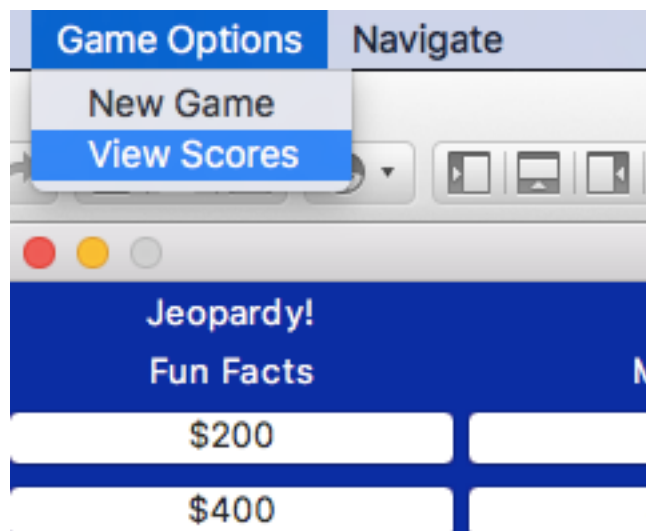 Game Options Navigate
New Game
View Scores
Jeopardy!
Fun Facts
$200
$400